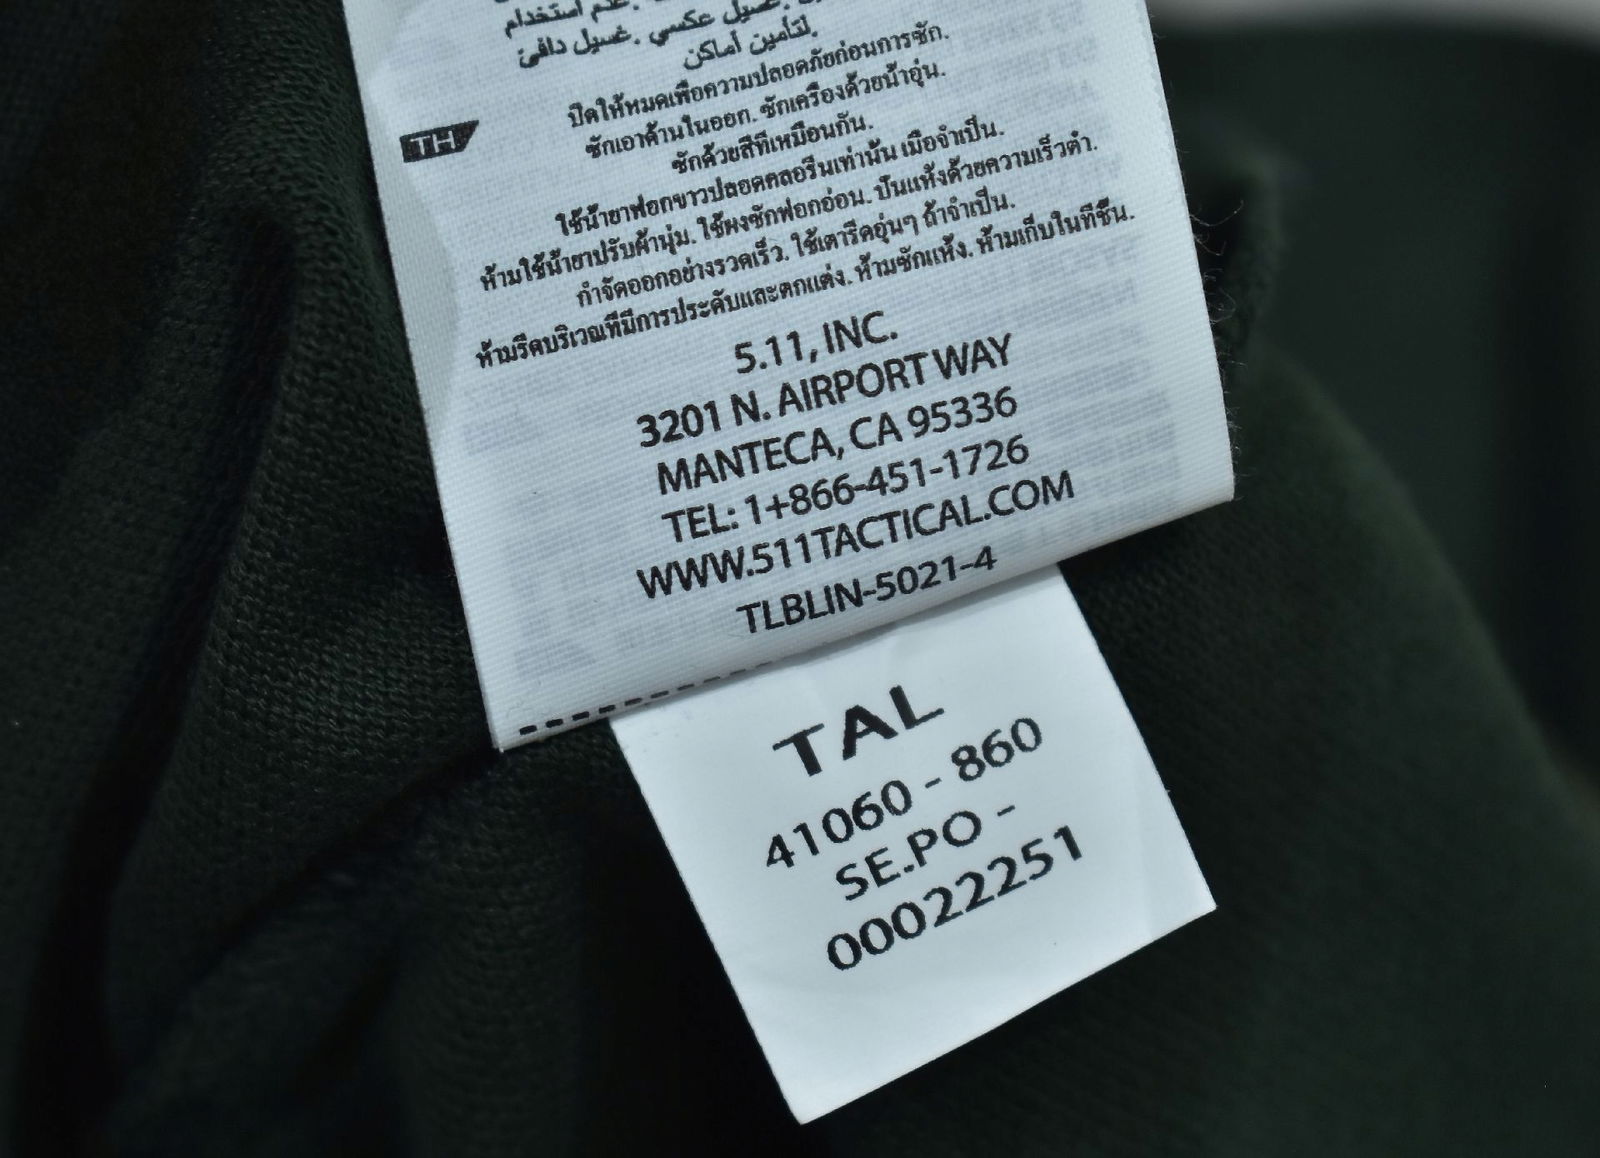 غسيل عكسي. عدم استخدام
لتأمين أماكن. غسيل دافئ.
TH
ปิดให้หมดเพื่อความปลอดภัยก่อนการซัก.
ซักเอาด้านในออก. ซักเครื่องด้วยน้ำอุ่น.
ซักด้วยสีที่เหมือนกัน.
ใช้น้ำยาฟอกขาวปลอดคลอรีนเท่านั้น เมื่อจำเป็น.
ห้ามใช้น้ำยาปรับผ้านุ่ม. ใช้ผงซักฟอกอ่อน. ปั่นแห้งด้วยความเร็วต่ำ.
กำจัดออกอย่างรวดเร็ว. ใช้เตารีดอุ่นๆ ถ้าจำเป็น.
ห้ามรีดบริเวณที่มีการประดับและตกแต่ง. ห้ามซักแห้ง. ห้ามเก็บในที่ชื้น.
5.11, INC.
3201 N. AIRPORT WAY
MANTECA, CA 95336
TEL: 1+866-451-1726
WWW.511TACTICAL.COM
TLBLIN-5021-4
TAL
41060 - 860
SE.PO -
00022251